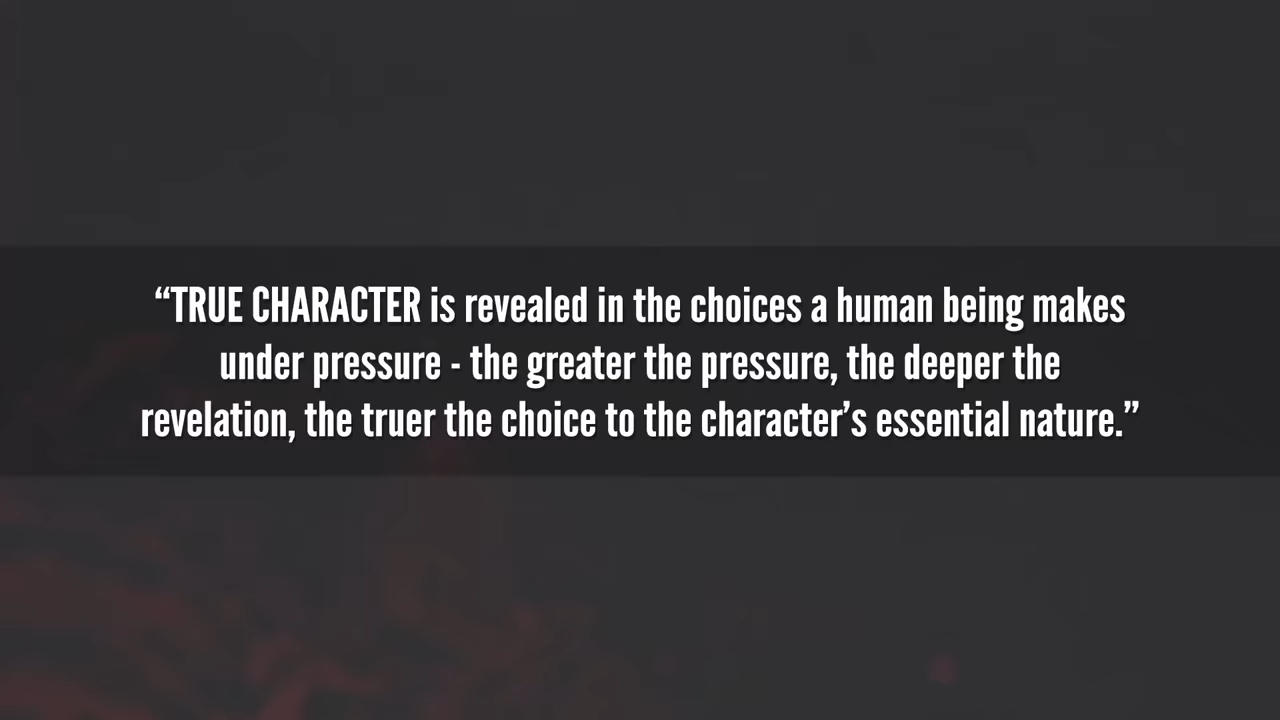 “TRUE CHARACTER is revealed in the choices a human being makes
under pressure - the greater the pressure, the deeper the
revelation, the truer the choice to the character’s essential nature.”